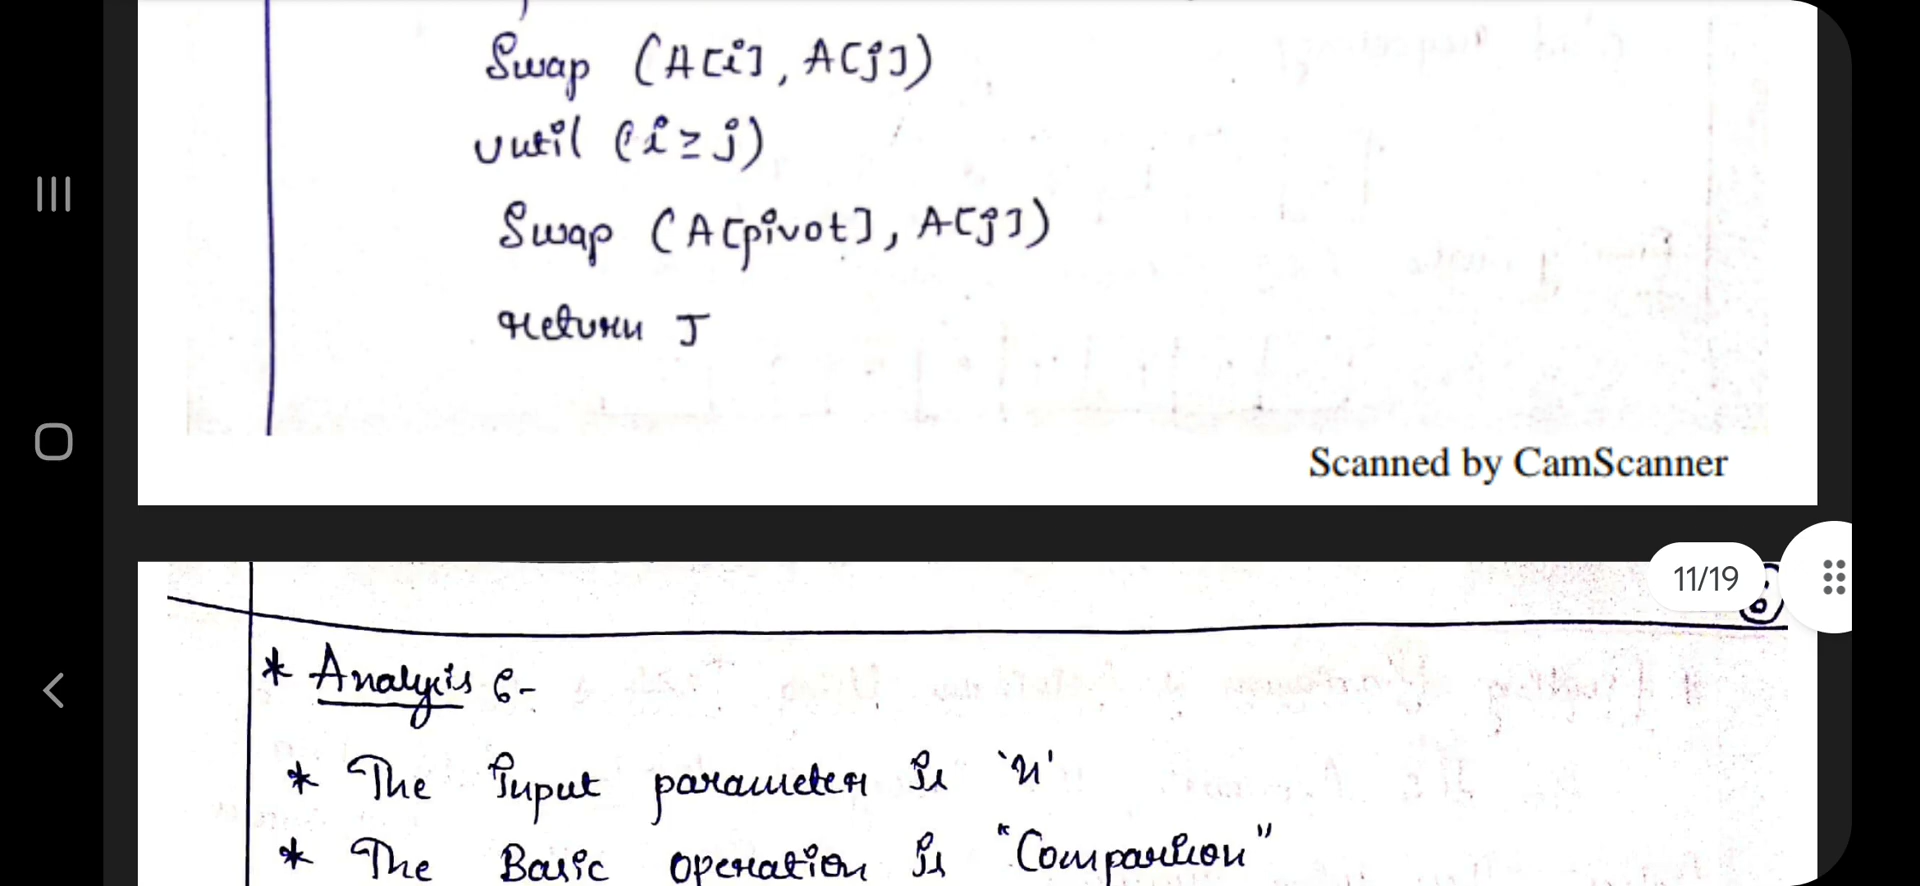 Swap (A[i], A[j])
until (i ≥ j)
Swap (A[pivot], A[j])
return J
Scanned by CamScanner
11/19
* Analysis :-
* The Input parameter is 'n'
* The Basic operation is "Comparison"